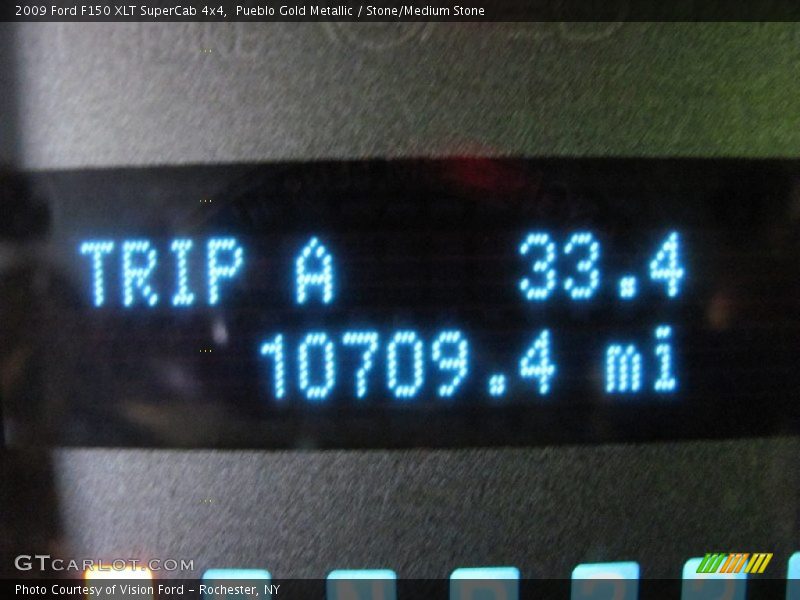 2009 Ford F150 XLT SuperCab 4x4, Pueblo Gold Metallic / Stone/Medium Stone
TRIP A 33.4
10709.4 mi
GTCARLOT.COM
Photo Courtesy of Vision Ford - Rochester, NY